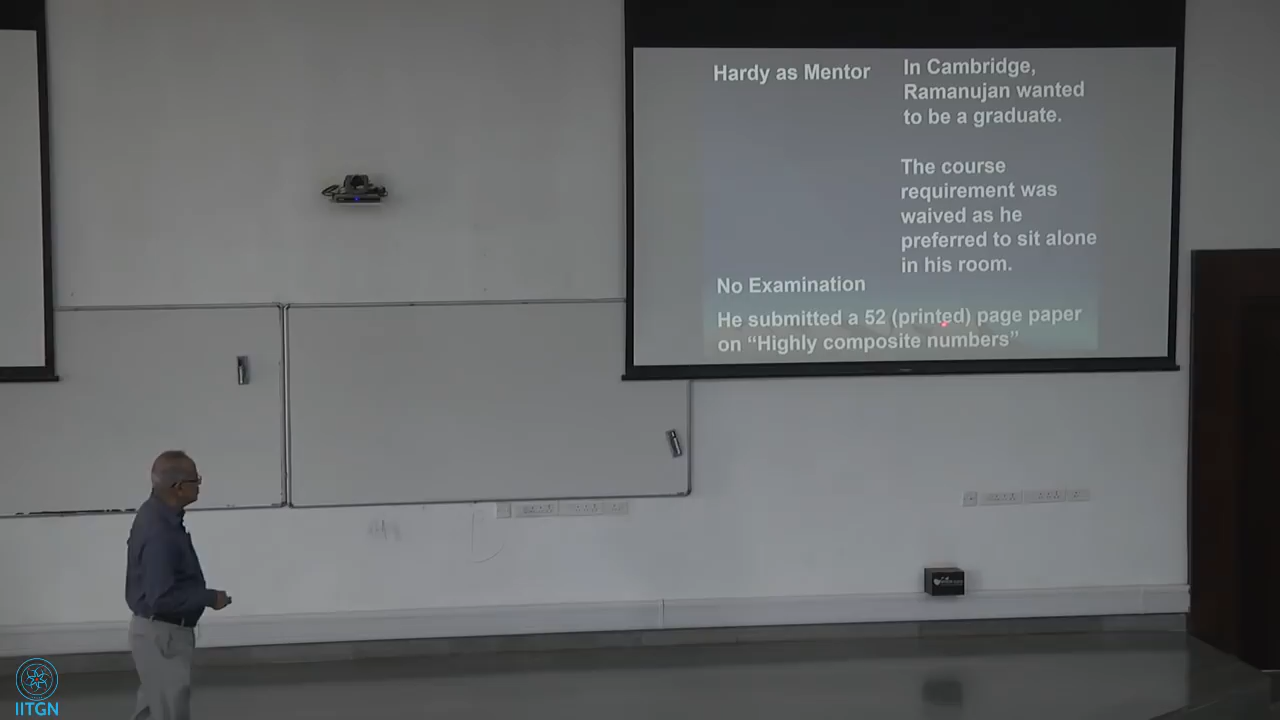 Hardy as Mentor
In Cambridge,
Ramanujan wanted
to be a graduate.
The course
requirement was
waived as he
preferred to sit alone
in his room.
No Examination
He submitted a 52 (printed) page paper
on “Highly composite numbers”
IITGN